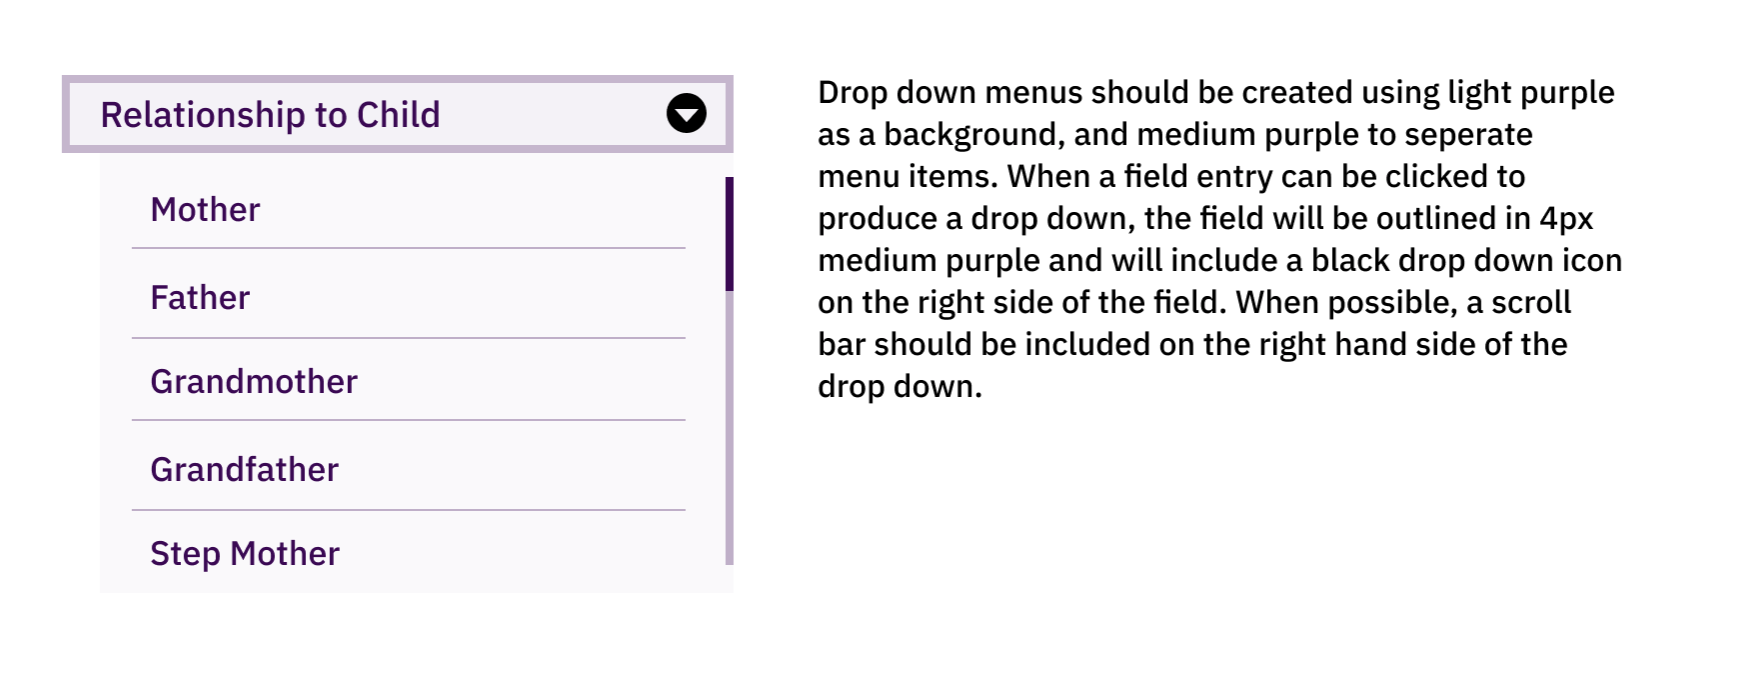 Relationship to Child
Mother
Father
Grandmother
Grandfather
Step Mother
Drop down menus should be created using light purple
as a background, and medium purple to seperate
menu items. When a field entry can be clicked to
produce a drop down, the field will be outlined in 4px
medium purple and will include a black drop down icon
on the right side of the field. When possible, a scroll
bar should be included on the right hand side of the
drop down.